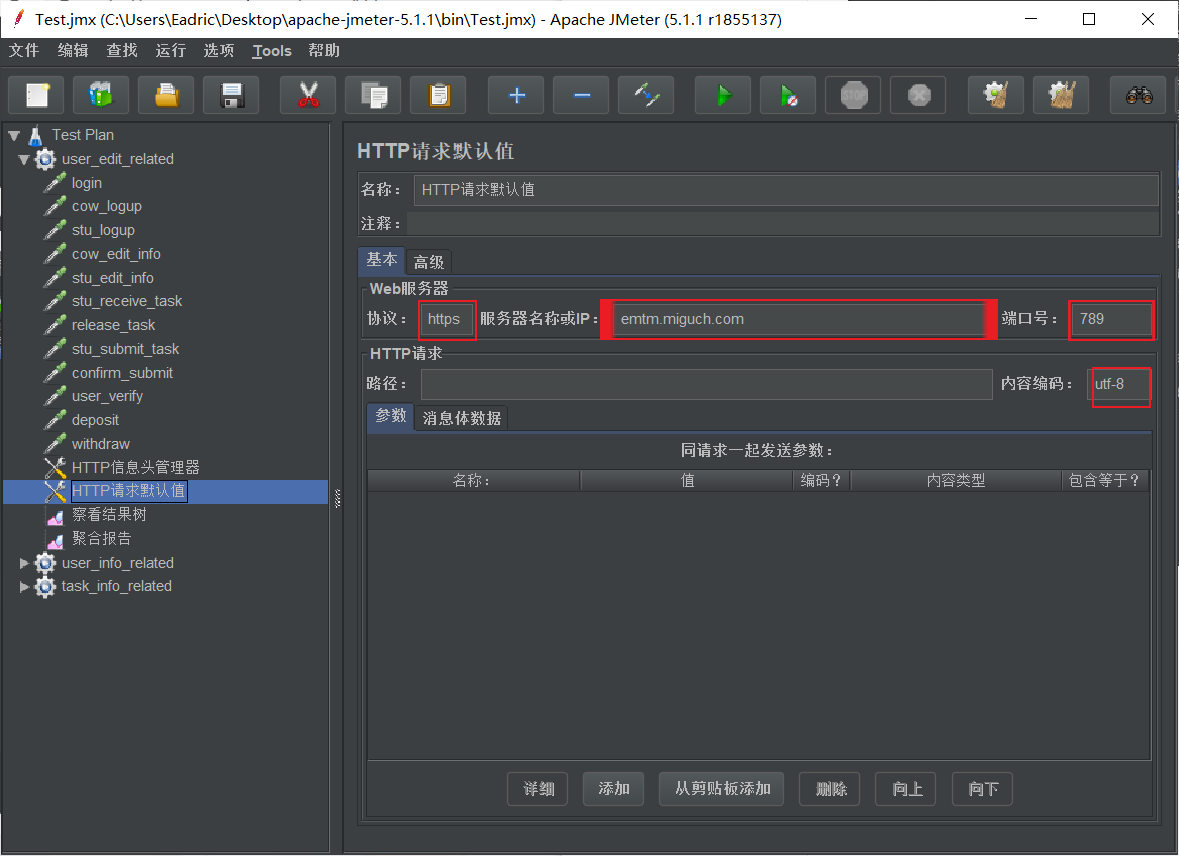 Test.jmx (C:\Users\Eadric\Desktop\apache-jmeter-5.1.1\bin\Test.jmx) - Apache JMeter (5.1.1 r1855137)
文件 编辑 查找 运行 选项 Tools 帮助
STOP
Test Plan
user_edit_related
login
cow_logup
stu_logup
cow_edit_info
stu_edit_info
stu_receive_task
release_task
stu_submit_task
confirm_submit
user_verify
deposit
withdraw
HTTP信息头管理器
HTTP请求默认值
察看结果树
聚合报告
user_info_related
task_info_related
HTTP请求默认值
名称： HTTP请求默认值
注释：
基本 高级
Web服务器
协议： https 服务器名称或IP： emtm.miguch.com 端口号： 789
HTTP请求
路径： 内容编码： utf-8
参数 消息体数据
同请求一起发送参数：
名称： 值 编码？ 内容类型 包含等于？
详细 添加 从剪贴板添加 删除 向上 向下